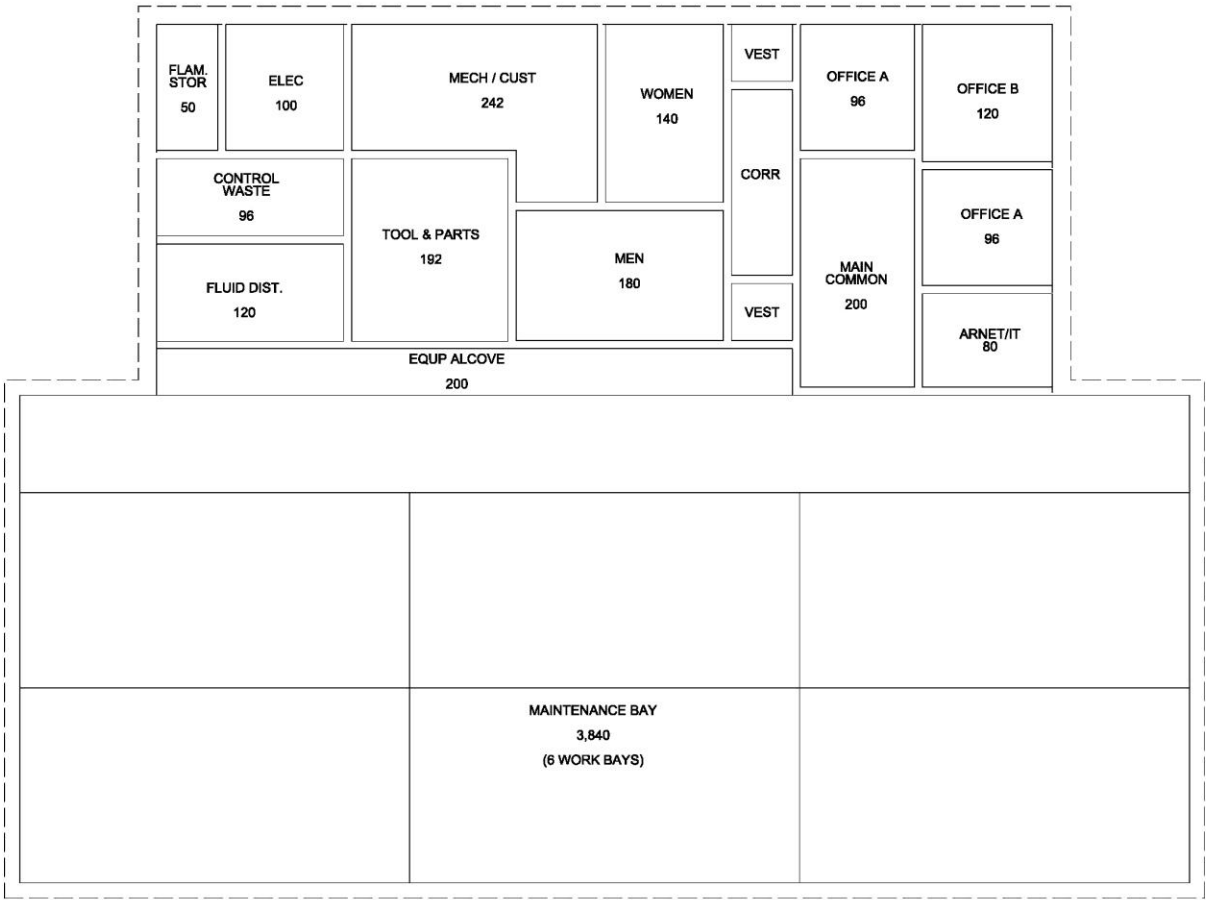 FLAM.
STOR
50
ELEC
100
MECH / CUST
242
WOMEN
140
VEST
OFFICE A
96
OFFICE B
120
CONTROL
WASTE
96
TOOL & PARTS
192
MEN
180
CORR
MAIN
COMMON
200
OFFICE A
96
FLUID DIST.
120
VEST
ARNET/IT
80
EQUP ALCOVE
200
MAINTENANCE BAY
3,840
(6 WORK BAYS)